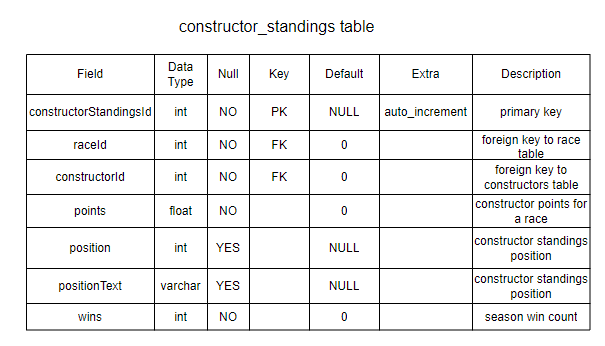 constructor_standings table
Field Data Type Null Key Default Extra Description
constructorStandingsId int NO PK NULL auto_increment primary key
raceId int NO FK 0 foreign key to race table
constructorId int NO FK 0 foreign key to constructors table
points float NO 0 constructor points for a race
position int YES NULL constructor standings position
positionText varchar YES NULL constructor standings position
wins int NO 0 season win count